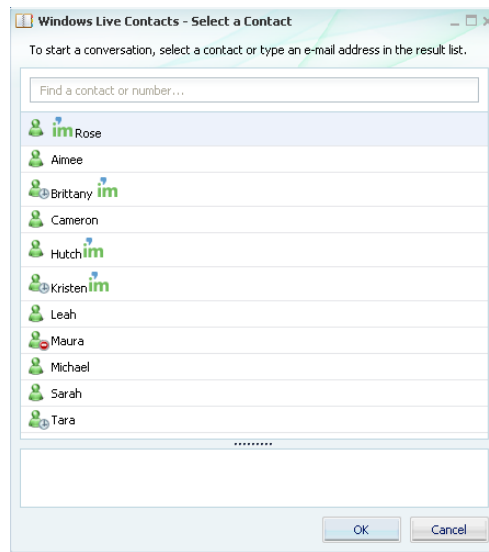 Windows Live Contacts - Select a Contact
To start a conversation, select a contact or type an e-mail address in the result list.
Find a contact or number...
im Rose
Aimee
Brittany im
Cameron
Hutch im
Kristen im
Leah
Maura
Michael
Sarah
Tara
OK Cancel